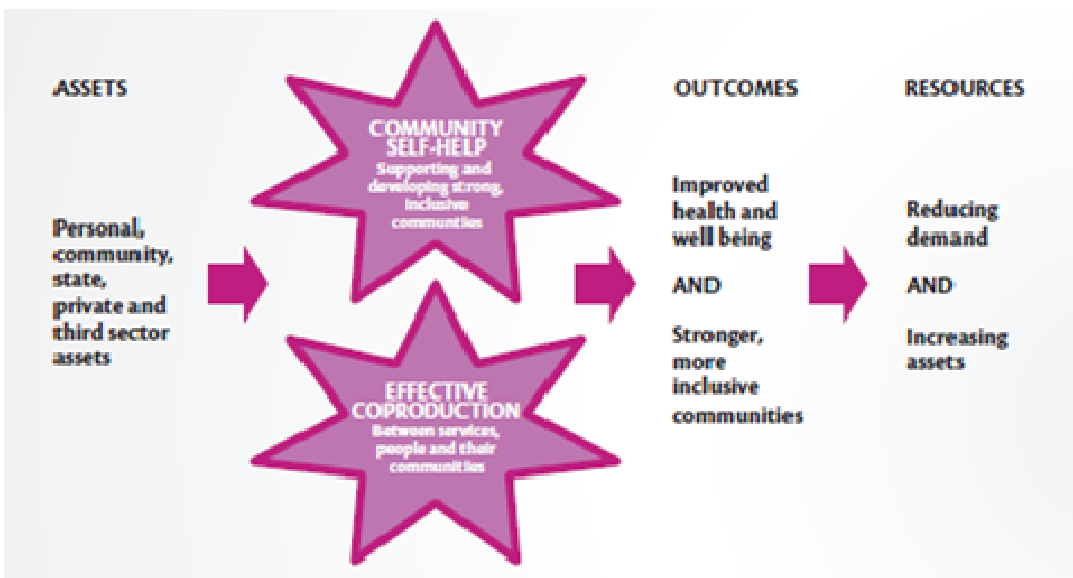 ASSETS
Personal,
community,
state,
private and
third sector
assets
COMMUNITY
SELF-HELP
Supporting and
developing strong,
inclusive
communities
EFFECTIVE
COPRODUCTION
Between services,
people and their
communities
OUTCOMES
Improved
health and
well being
AND
Stronger,
more
inclusive
communities
RESOURCES
Reducing
demand
AND
Increasing
assets